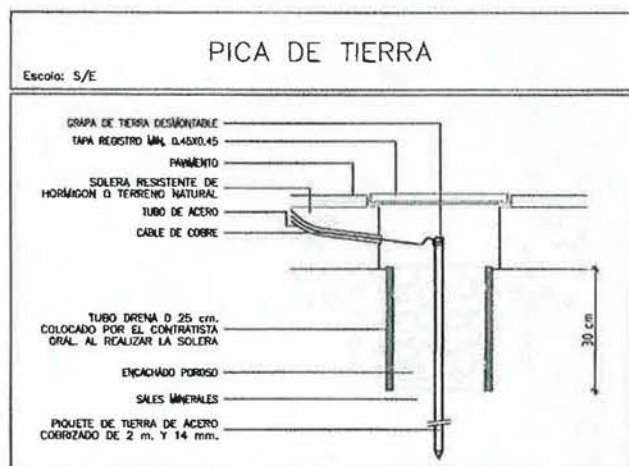 PICA DE TIERRA
Escala: S/E
GRAPA DE TIERRA DESMONTABLE
TAPA REGISTRO MIN. 0.45X0.45
PAVIMENTO
SOLERA RESISTENTE DE
HORMIGON O TERRENO NATURAL
TUBO DE ACERO
CABLE DE COBRE
TUBO DRENA D 25 cm.
COLOCADO POR EL CONTRATISTA
GRAL. AL REALIZAR LA SOLERA
ENCACHADO POROSO
SALES MINERALES
PIQUETE DE TIERRA DE ACERO
COBRIZADO DE 2 m. Y 14 mm.
30 cm